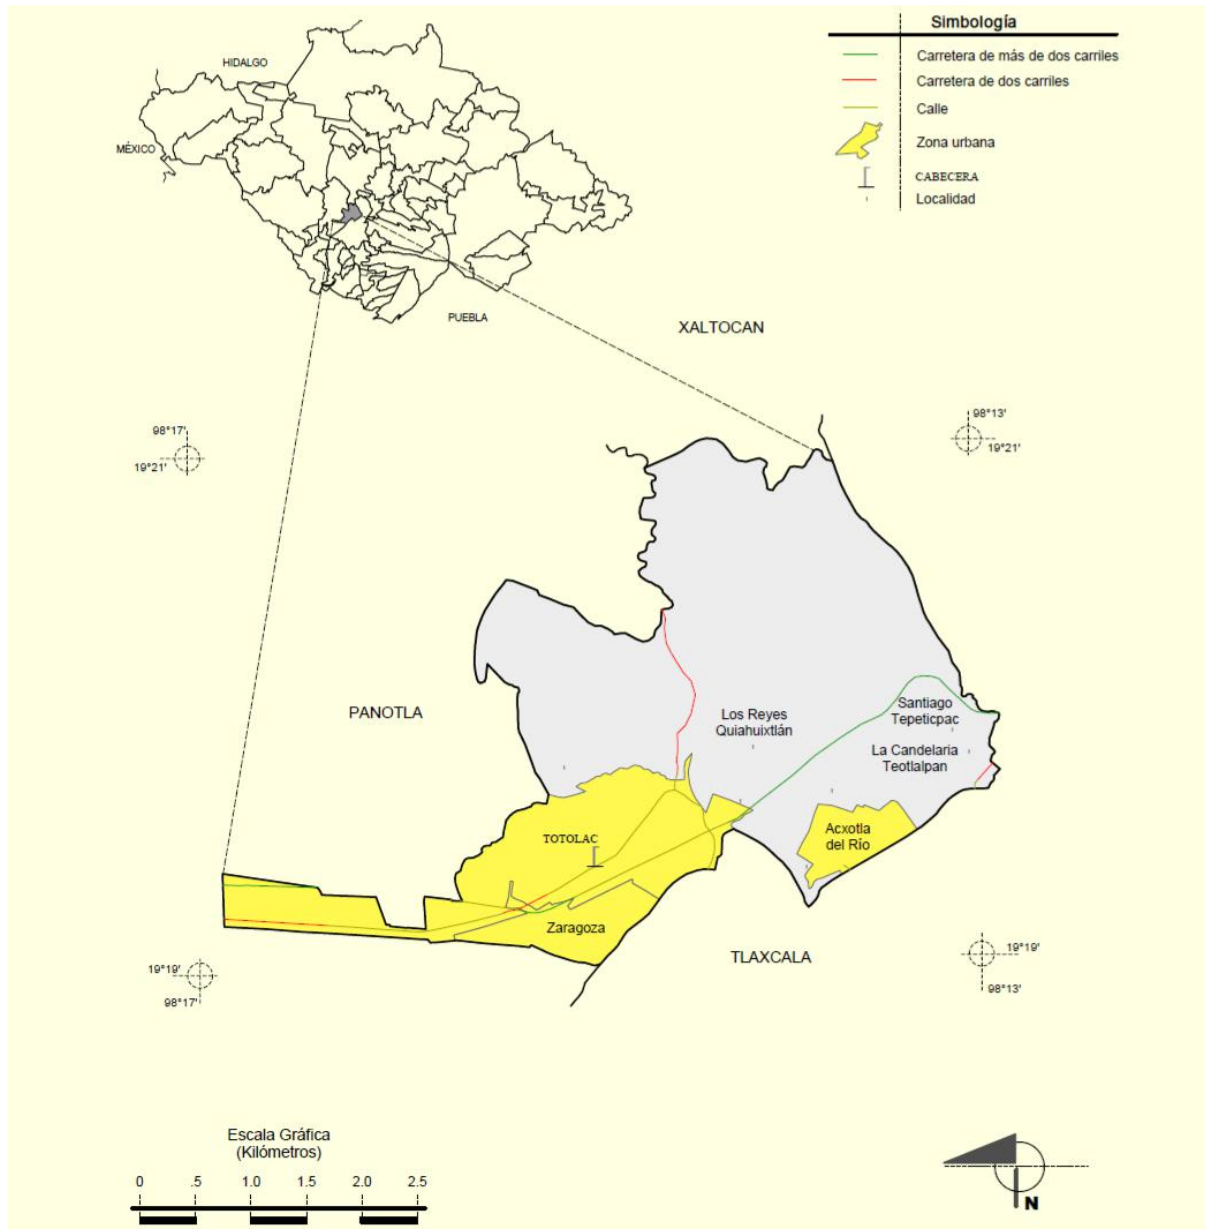 Simbología
Carretera de más de dos carriles
Carretera de dos carriles
Calle
Zona urbana
CABECERA
Localidad
HIDALGO
MÉXICO
PUEBLA
XALTOCAN
98°17'
19°21'
98°13'
19°21'
PANOTLA
Los Reyes
Quiahuixtlán
Santiago
Tepeticpac
La Candelaria
Teotlalpan
TOTOLAC
Acxotla
del Río
Zaragoza
TLAXCALA
19°19'
98°17'
19°19'
98°13'
Escala Gráfica
(Kilómetros)
0 .5 1.0 1.5 2.0 2.5
N